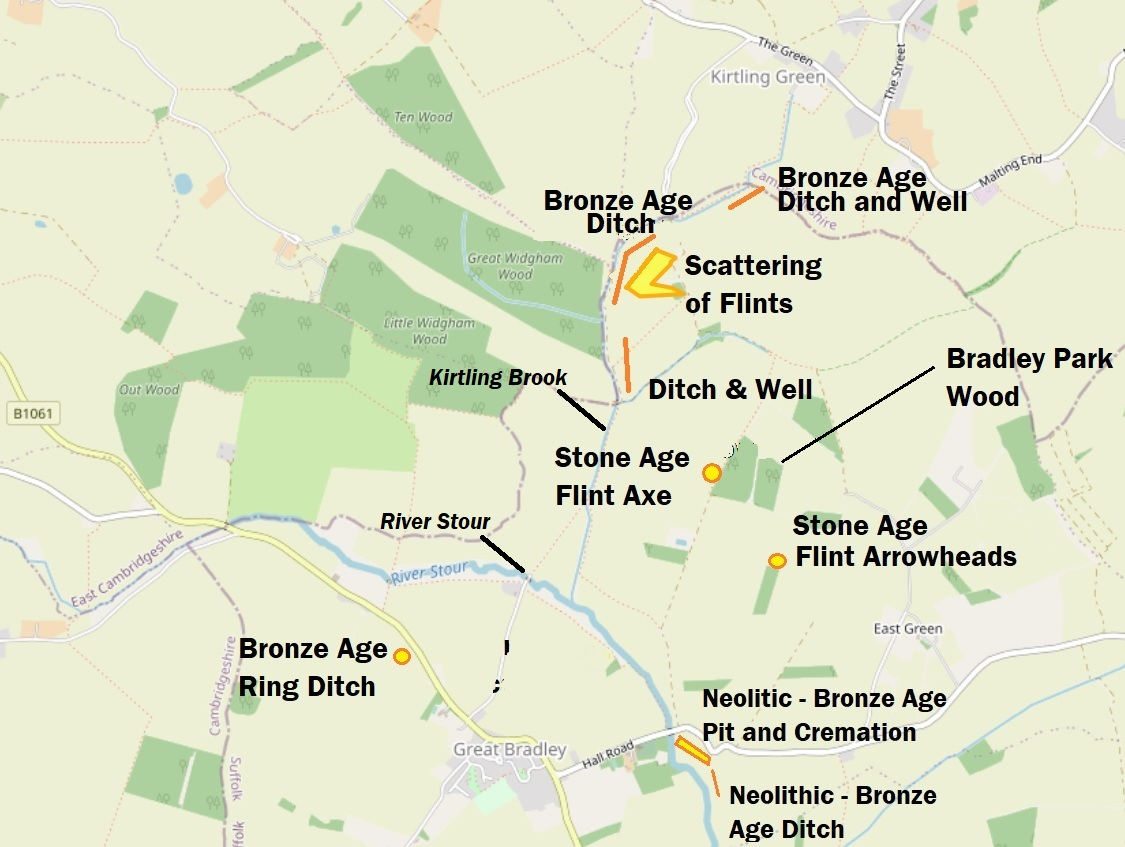 The Green
Kirtling Green
The Street
Ten Wood
Malting End
Bronze Age
Ditch
Bronze Age
Ditch and Well
Great Widgham
Wood
Scattering
of Flints
Little Widgham
Wood
Bradley Park
Wood
Kirtling Brook
Out Wood
Ditch & Well
B1061
Stone Age
Flint Axe
River Stour
Stone Age
Flint Arrowheads
East Cambridgeshire
River Stour
East Green
Bronze Age
Ring Ditch
Cambridgeshire
Neolitic - Bronze Age
Pit and Cremation
Great Bradley
Hall Road
Suffolk
Neolithic - Bronze
Age Ditch